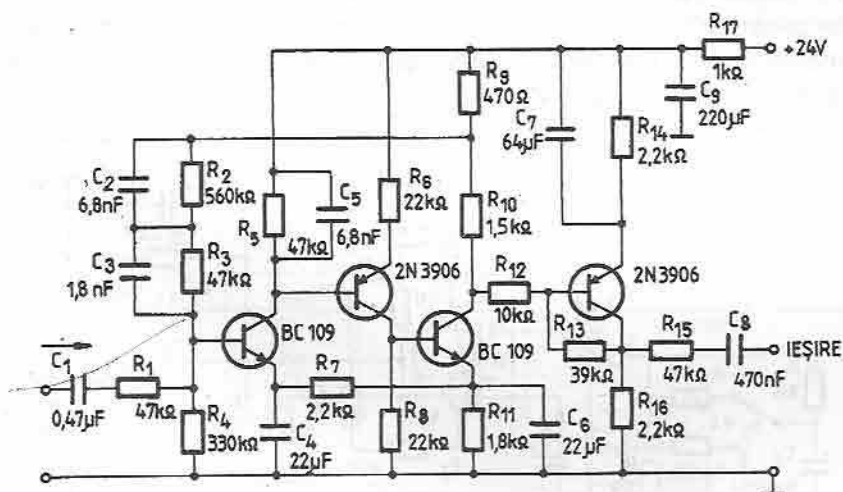 R17
1kΩ
+24V
R9
470Ω
C9
220µF
C7
64µF
R14
2,2kΩ
C2
6,8nF
R2
560kΩ
R5
47kΩ
C5
6,8nF
R6
22kΩ
R10
1,5kΩ
C3
1,8nF
R3
47kΩ
2N3906
R12
10kΩ
2N3906
BC 109
BC 109
R13
39kΩ
R15
47kΩ
C8
470nF
IEȘIRE
C1
0,47µF
R1
47kΩ
R7
2,2kΩ
R4
330kΩ
C4
22µF
R8
22kΩ
R11
1,8kΩ
C6
22µF
R16
2,2kΩ